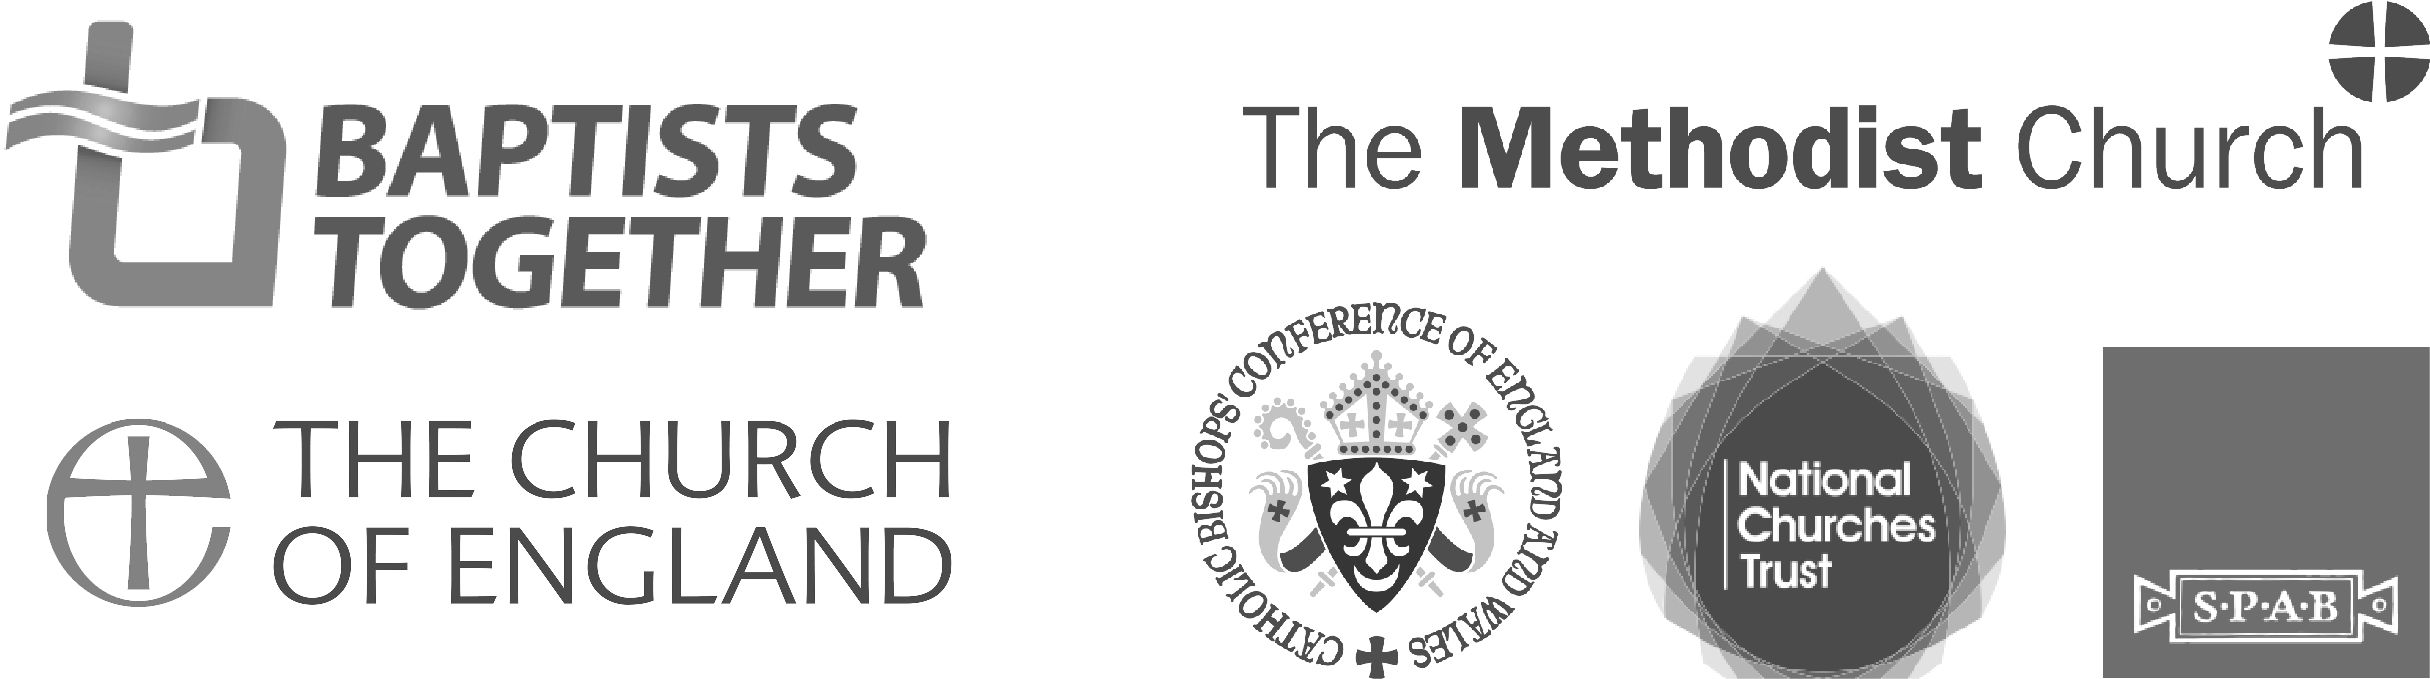 BAPTISTS
TOGETHER
The Methodist Church
THE CHURCH
OF ENGLAND
CATHOLIC BISHOPS' CONFERENCE OF ENGLAND AND WALES
National
Churches
Trust
S·P·A·B